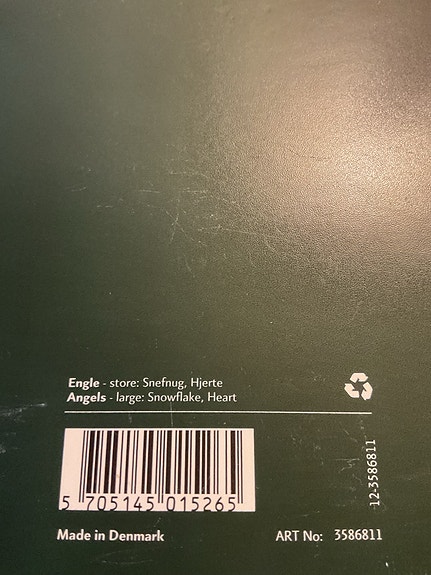 Engle - store: Snefnug, Hjerte
Angels - large: Snowflake, Heart
5 705145 015265
12-3586811
Made in Denmark
ART No: 3586811